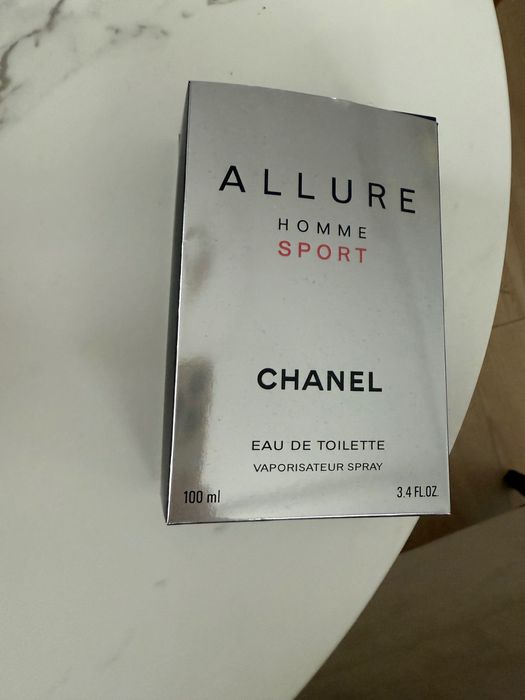 ALLURE
HOMME
SPORT
CHANEL
EAU DE TOILETTE
VAPORISATEUR SPRAY
100 ml 3.4 FL.OZ.